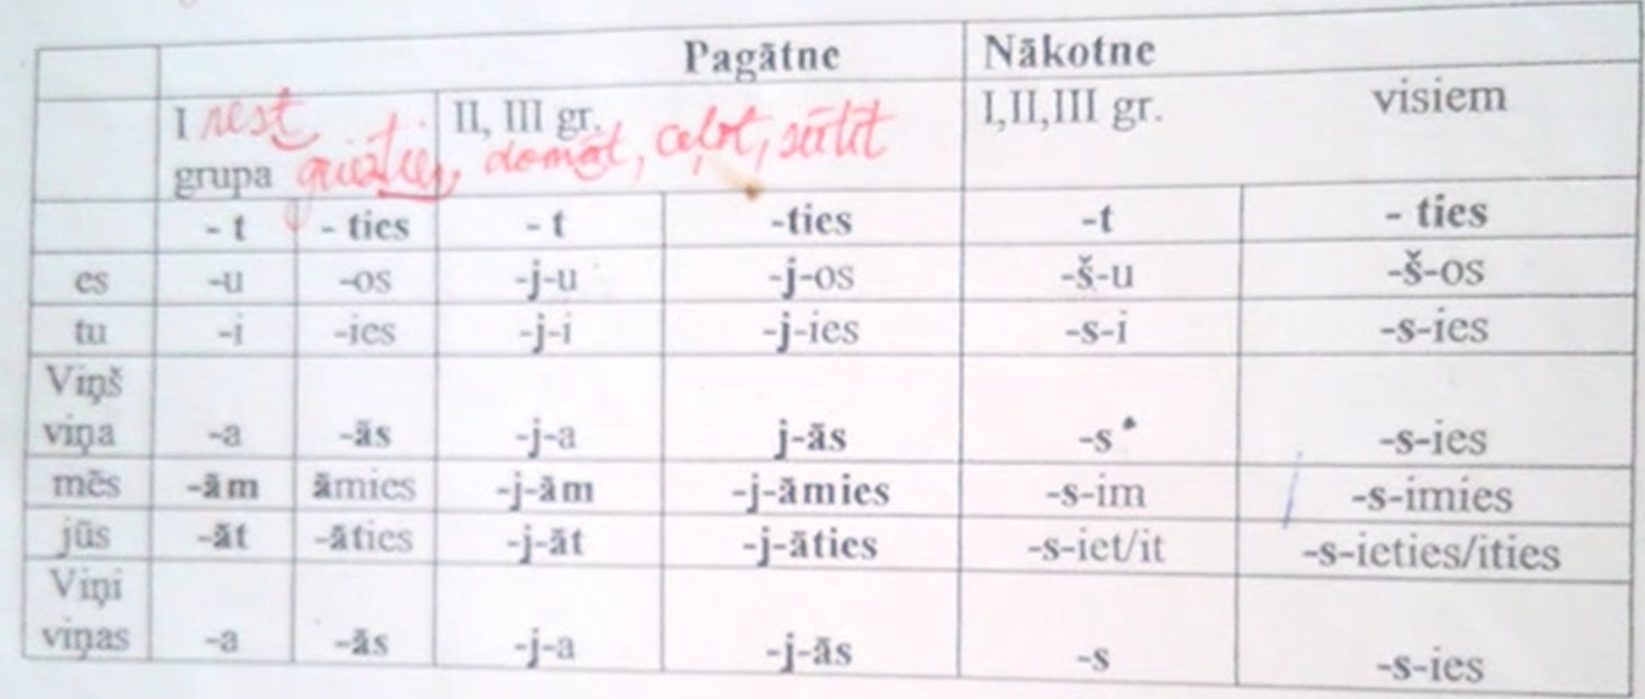 Pagātne Nākotne
I nest II, III gr. I,II,III gr. visiem
grupa domāt, ceļot, sūtīt
- t - ties - t -ties -t - ties
es -u -os -j-u -j-os -š-u -š-os
tu -i -ies -j-i -j-ies -s-i -s-ies
Viņš
viņa -a -ās -j-a j-ās -s -s-ies
mēs -ām āmies -j-ām -j-āmies -s-im -s-imies
jūs -āt -āties -j-āt -j-āties -s-iet/it -s-ieties/ities
Viņi
viņas -a -ās -j-a -j-ās -s -s-ies